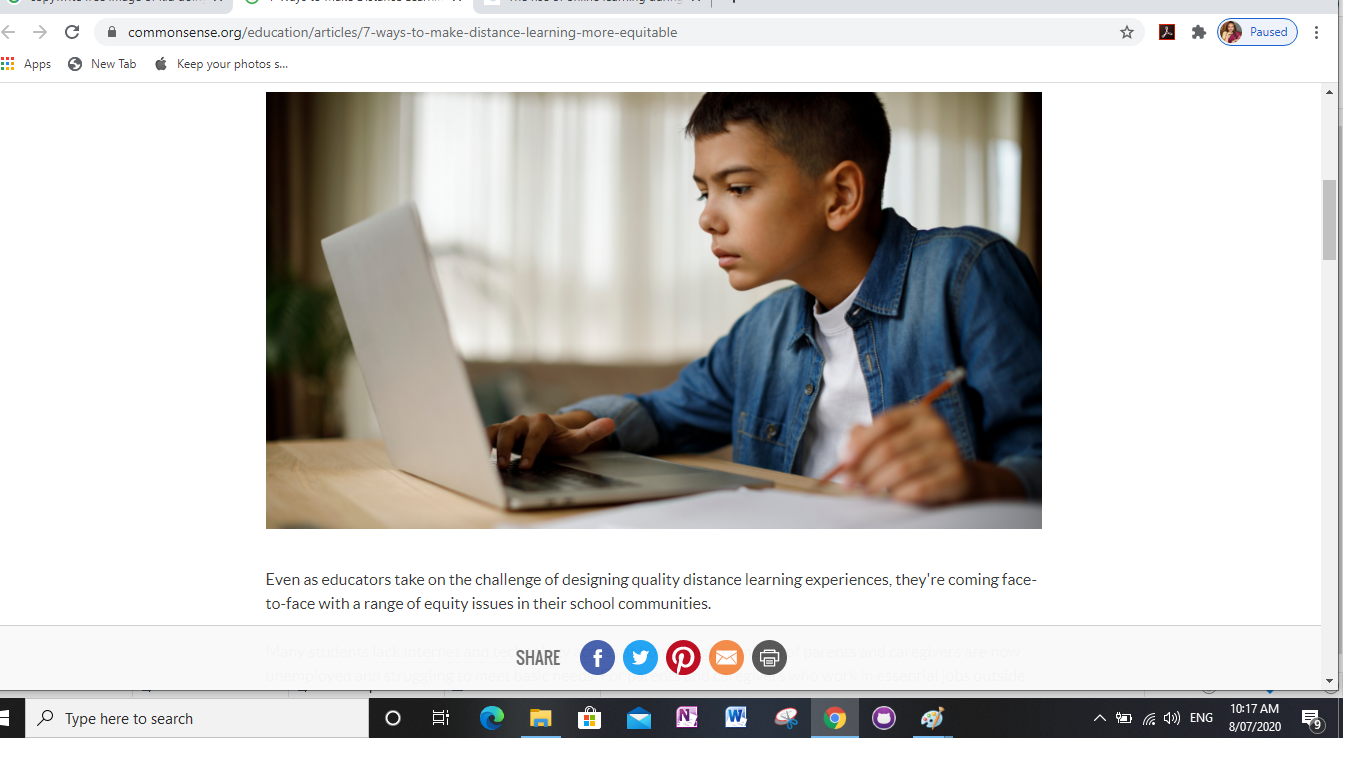 commonsense.org/education/articles/7-ways-to-make-distance-learning-more-equitable
Paused
Apps
New Tab
Keep your photos s...
Even as educators take on the challenge of designing quality distance learning experiences, they're coming face-
to-face with a range of equity issues in their school communities.
Many students lack internet and of parents and caregivers are now
unemployed and struggling to meet basic who work in essential jobs outside
SHARE
Type here to search
ENG
10:17 AM
8/07/2020
9